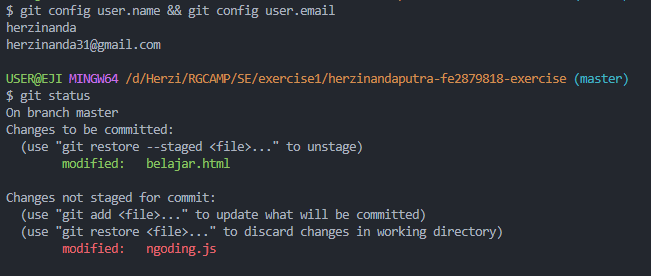 $ git config user.name && git config user.email
herzinanda
herzinanda31@gmail.com
USER@EJI MINGW64 /d/Herzi/RGCAMP/SE/exercise1/herzinandaputra-fe2879818-exercise (master)
$ git status
On branch master
Changes to be committed:
  (use "git restore --staged <file>..." to unstage)
        modified:   belajar.html
Changes not staged for commit:
  (use "git add <file>..." to update what will be committed)
  (use "git restore <file>..." to discard changes in working directory)
        modified:   ngoding.js